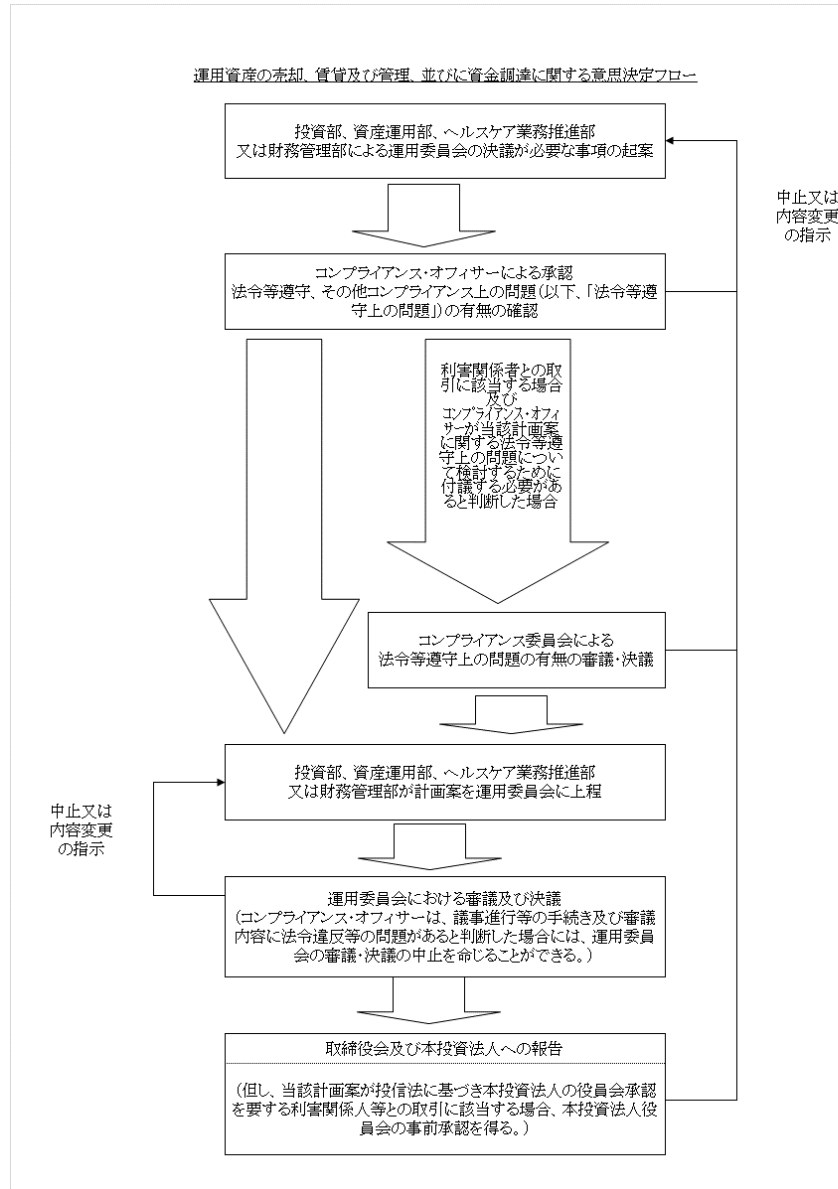 運用資産の売却、賃貸及び管理、並びに資金調達に関する意思決定フロー
投資部、資産運用部、ヘルスケア業務推進部
又は財務管理部による運用委員会の決議が必要な事項の起案
中止又は
内容変更
の指示
コンプライアンス・オフィサーによる承認
法令等遵守、その他コンプライアンス上の問題（以下、「法令等遵
守上の問題」）の有無の確認
利害関係者との取
引に該当する場合
及び
コンプライアンス・オフィ
サーが当該計画案
に関する法令等遵
守上の問題につい
て検討するために
付議する必要があ
ると判断した場合
コンプライアンス委員会による
法令等遵守上の問題の有無の審議・決議
投資部、資産運用部、ヘルスケア業務推進部
又は財務管理部が計画案を運用委員会に上程
中止又は
内容変更
の指示
運用委員会における審議及び決議
（コンプライアンス・オフィサーは、議事進行等の手続き及び審議
内容に法令違反等の問題があると判断した場合には、運用委員
会の審議・決議の中止を命じることができる。）
取締役会及び本投資法人への報告
（但し、当該計画案が投信法に基づき本投資法人の役員会承認
を要する利害関係人等との取引に該当する場合、本投資法人役
員会の事前承認を得る。）